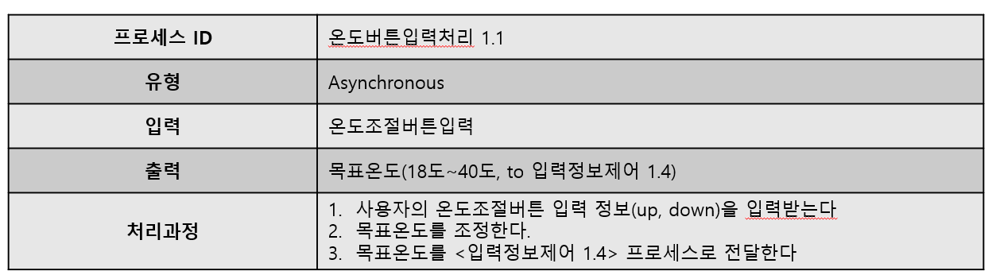 프로세스 ID
온도버튼입력처리 1.1
유형
Asynchronous
입력
온도조절버튼입력
출력
목표온도(18도~40도, to 입력정보제어 1.4)
처리과정
1. 사용자의 온도조절버튼 입력 정보(up, down)을 입력받는다
2. 목표온도를 조정한다.
3. 목표온도를 <입력정보제어 1.4> 프로세스로 전달한다